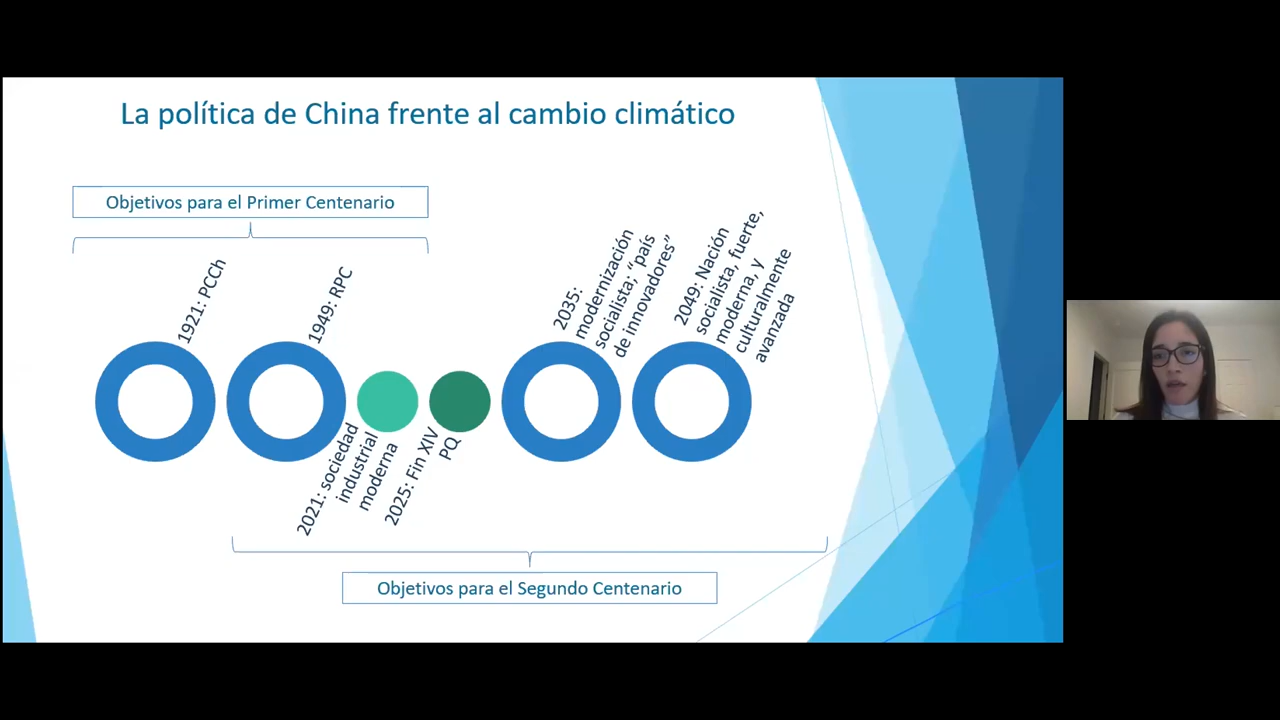 La política de China frente al cambio climático
Objetivos para el Primer Centenario
1921: PCCh
1949: RPC
2021: sociedad
industrial
moderna
2025: Fin XIV
PQ
2035:
modernización
socialista; “país
de innovadores”
2049: Nación
socialista, fuerte,
moderna, y
culturalmente
avanzada
Objetivos para el Segundo Centenario